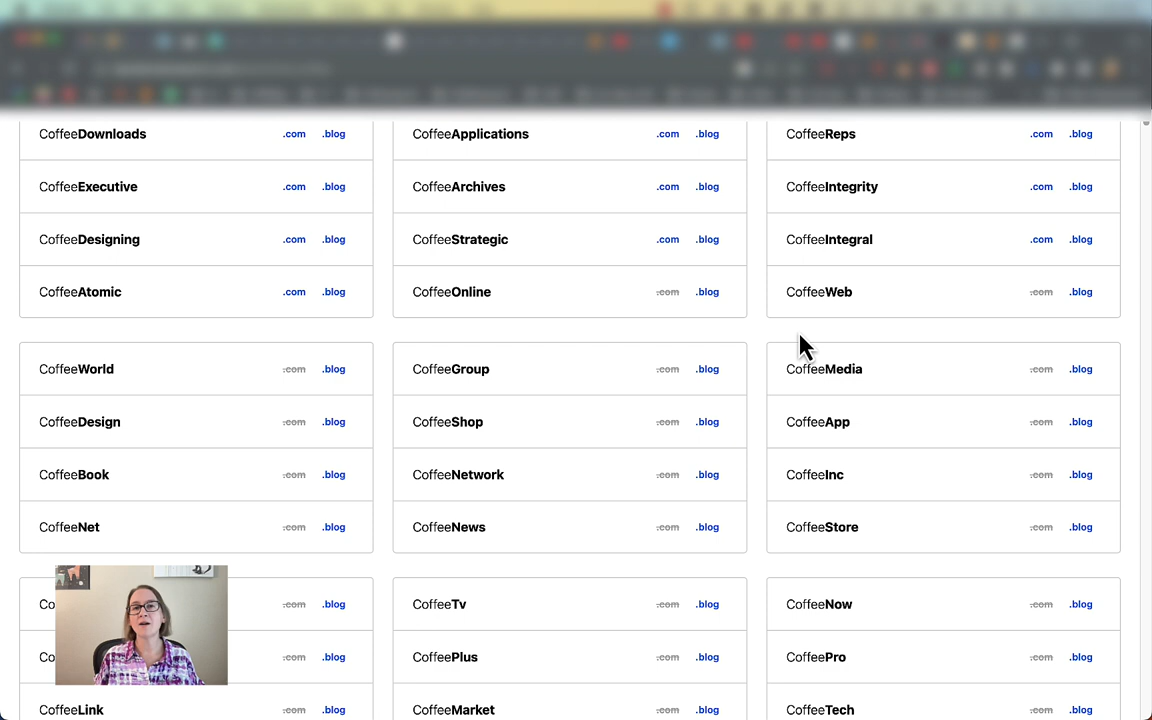 CoffeeDownloads .com .blog
CoffeeExecutive .com .blog
CoffeeDesigning .com .blog
CoffeeAtomic .com .blog
CoffeeApplications .com .blog
CoffeeArchives .com .blog
CoffeeStrategic .com .blog
CoffeeOnline .com .blog
CoffeeReps .com .blog
CoffeeIntegrity .com .blog
CoffeeIntegral .com .blog
CoffeeWeb .com .blog
CoffeeWorld .com .blog
CoffeeDesign .com .blog
CoffeeBook .com .blog
CoffeeNet .com .blog
CoffeeGroup .com .blog
CoffeeShop .com .blog
CoffeeNetwork .com .blog
CoffeeNews .com .blog
CoffeeMedia .com .blog
CoffeeApp .com .blog
CoffeeInc .com .blog
CoffeeStore .com .blog
Co .com .blog
Co .com .blog
CoffeeLink .com .blog
CoffeeTv .com .blog
CoffeePlus .com .blog
CoffeeMarket .com .blog
CoffeeNow .com .blog
CoffeePro .com .blog
CoffeeTech .com .blog